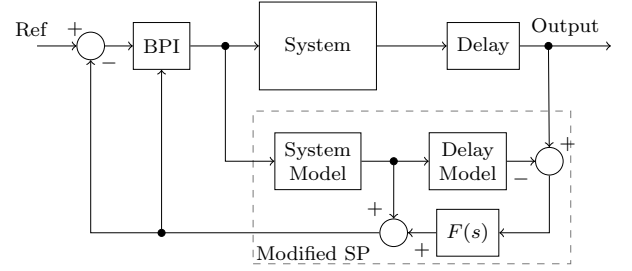 Ref
+
−
BPI
System
Delay
Output
System
Model
Delay
Model
+
−
+
+
F(s)
Modified SP